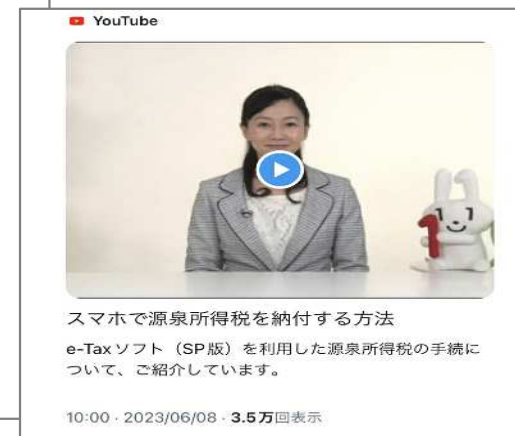 YouTube
スマホで源泉所得税を納付する方法
e-Taxソフト（SP版）を利用した源泉所得税の手続に
ついて、ご紹介しています。
10:00 · 2023/06/08 · 3.5万回表示